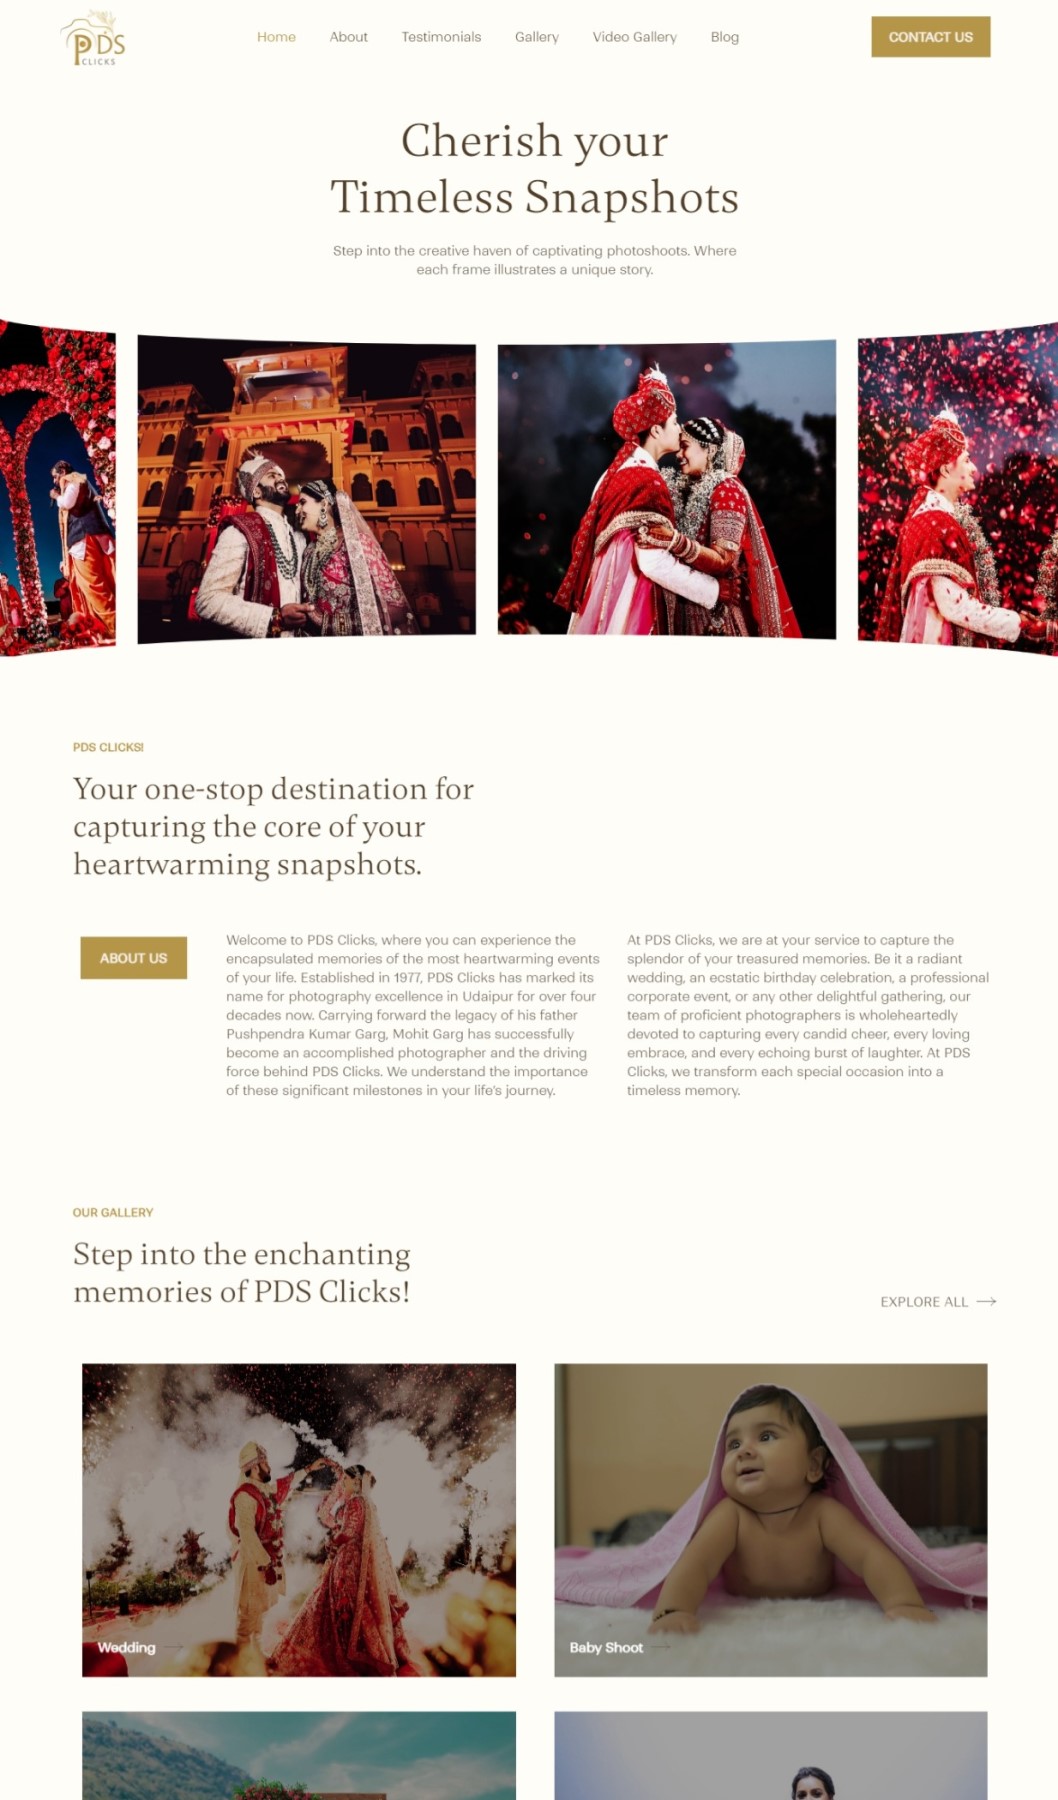 PDS
CLICKS
Home About Testimonials Gallery Video Gallery Blog
CONTACT US
Cherish your
Timeless Snapshots
Step into the creative haven of captivating photoshoots. Where
each frame illustrates a unique story.
PDS CLICKS!
Your one-stop destination for
capturing the core of your
heartwarming snapshots.
ABOUT US
Welcome to PDS Clicks, where you can experience the
encapsulated memories of the most heartwarming events
of your life. Established in 1977, PDS Clicks has marked its
name for photography excellence in Udaipur for over four
decades now. Carrying forward the legacy of his father
Pushpendra Kumar Garg, Mohit Garg has successfully
become an accomplished photographer and the driving
force behind PDS Clicks. We understand the importance
of these significant milestones in your life's journey.
At PDS Clicks, we are at your service to capture the
splendor of your treasured memories. Be it a radiant
wedding, an ecstatic birthday celebration, a professional
corporate event, or any other delightful gathering, our
team of proficient photographers is wholeheartedly
devoted to capturing every candid cheer, every loving
embrace, and every echoing burst of laughter. At PDS
Clicks, we transform each special occasion into a
timeless memory.
OUR GALLERY
Step into the enchanting
memories of PDS Clicks!
EXPLORE ALL
Wedding
Baby Shoot